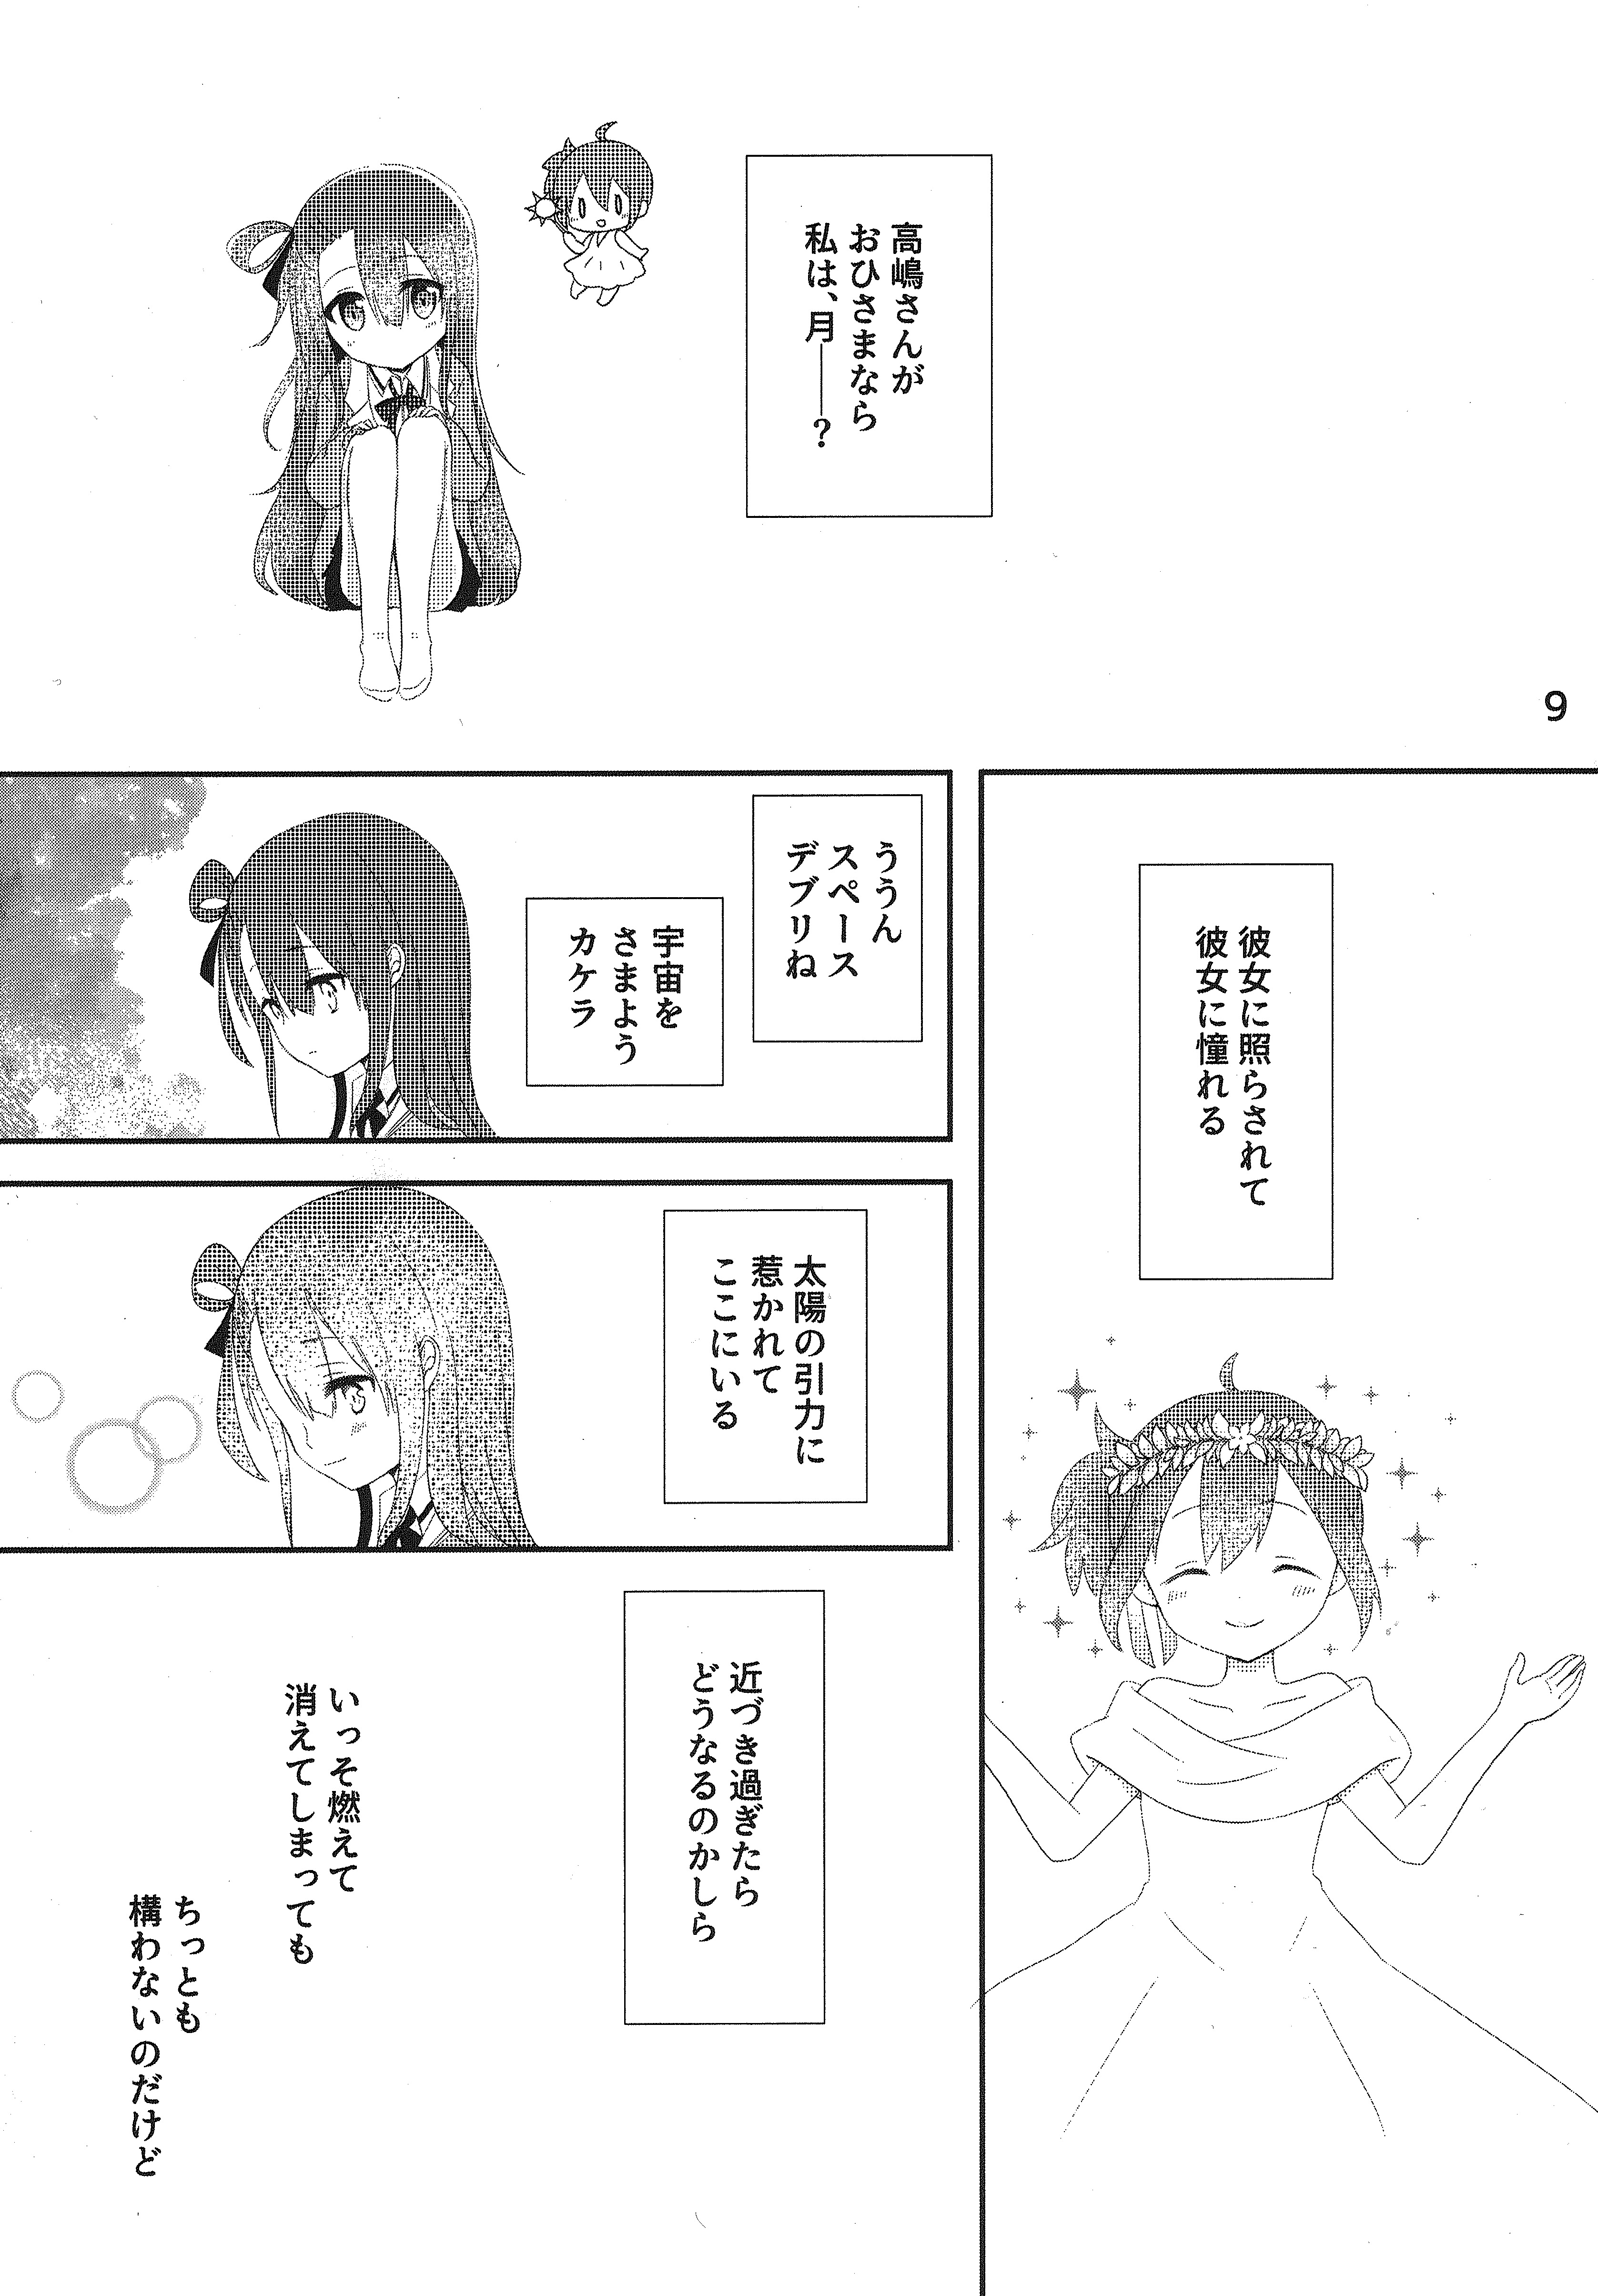 高嶋さんが
おひさまなら
私は、月――?
9
彼女に照らされて
彼女に憧れる
ううん
スペース
デブリね
宇宙を
さまよう
カケラ
太陽の引力に
惹かれて
ここにいる
近づき過ぎたら
どうなるのかしら
いっそ燃えて
消えてしまっても
ちっとも
構わないのだけど